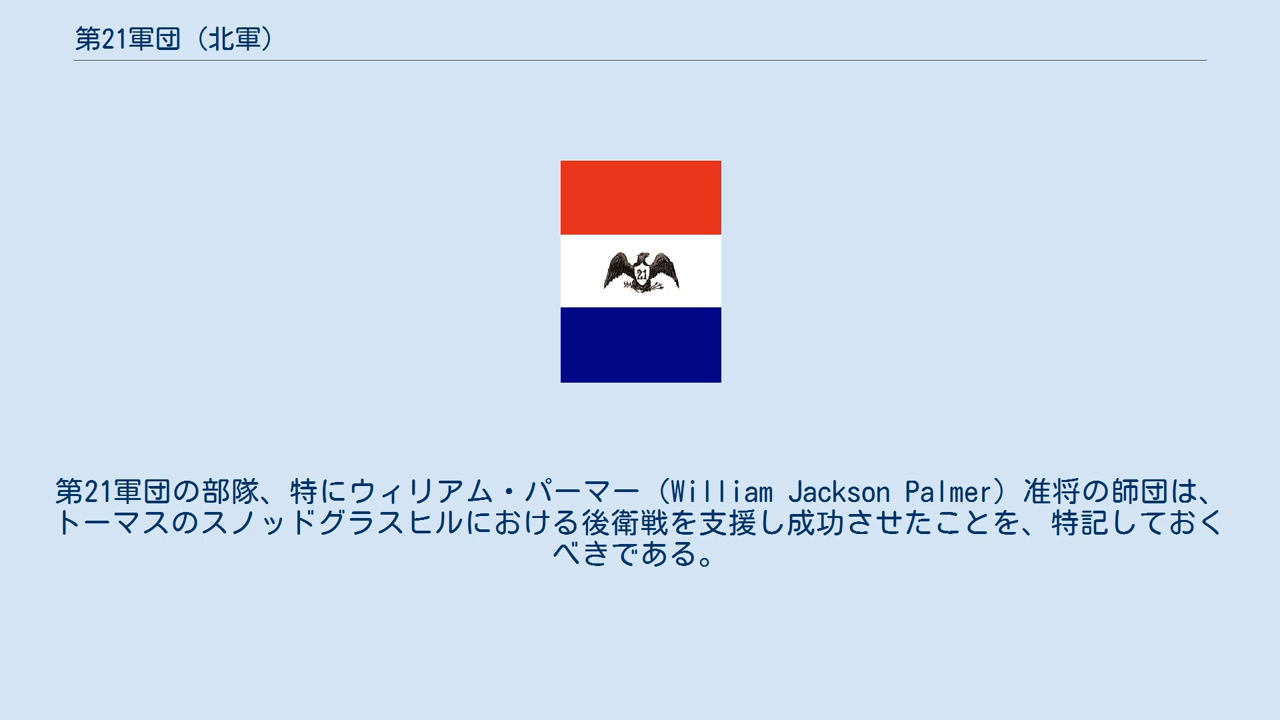 第21軍団（北軍）
21
第21軍団の部隊、特にウィリアム・パーマー（William Jackson Palmer）准将の師団は、
トーマスのスノッドグラスヒルにおける後衛戦を支援し成功させたことを、特記しておく
べきである。